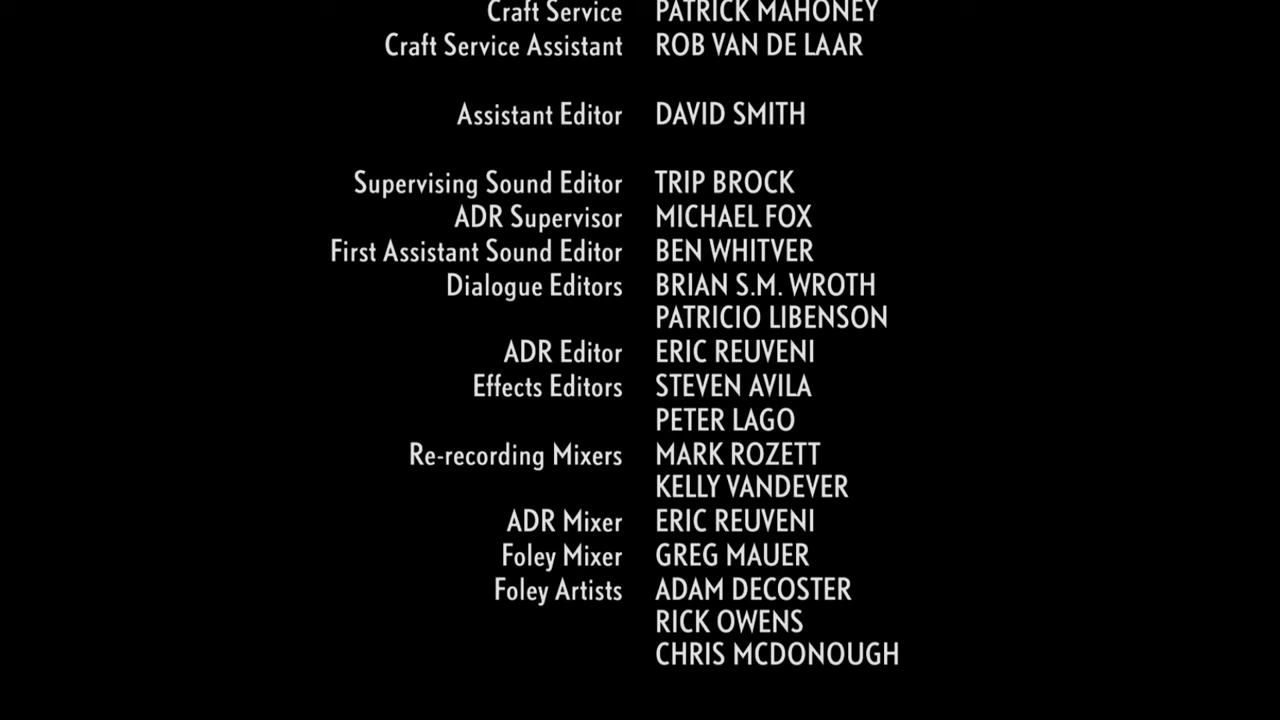 Craft Service PATRICK MAHONEY
Craft Service Assistant ROB VAN DE LAAR
Assistant Editor DAVID SMITH
Supervising Sound Editor TRIP BROCK
ADR Supervisor MICHAEL FOX
First Assistant Sound Editor BEN WHITVER
Dialogue Editors BRIAN S.M. WROTH
PATRICIO LIBENSON
ADR Editor ERIC REUVENI
Effects Editors STEVEN AVILA
PETER LAGO
Re-recording Mixers MARK ROZETT
KELLY VANDEVER
ADR Mixer ERIC REUVENI
Foley Mixer GREG MAUER
Foley Artists ADAM DECOSTER
RICK OWENS
CHRIS MCDONOUGH